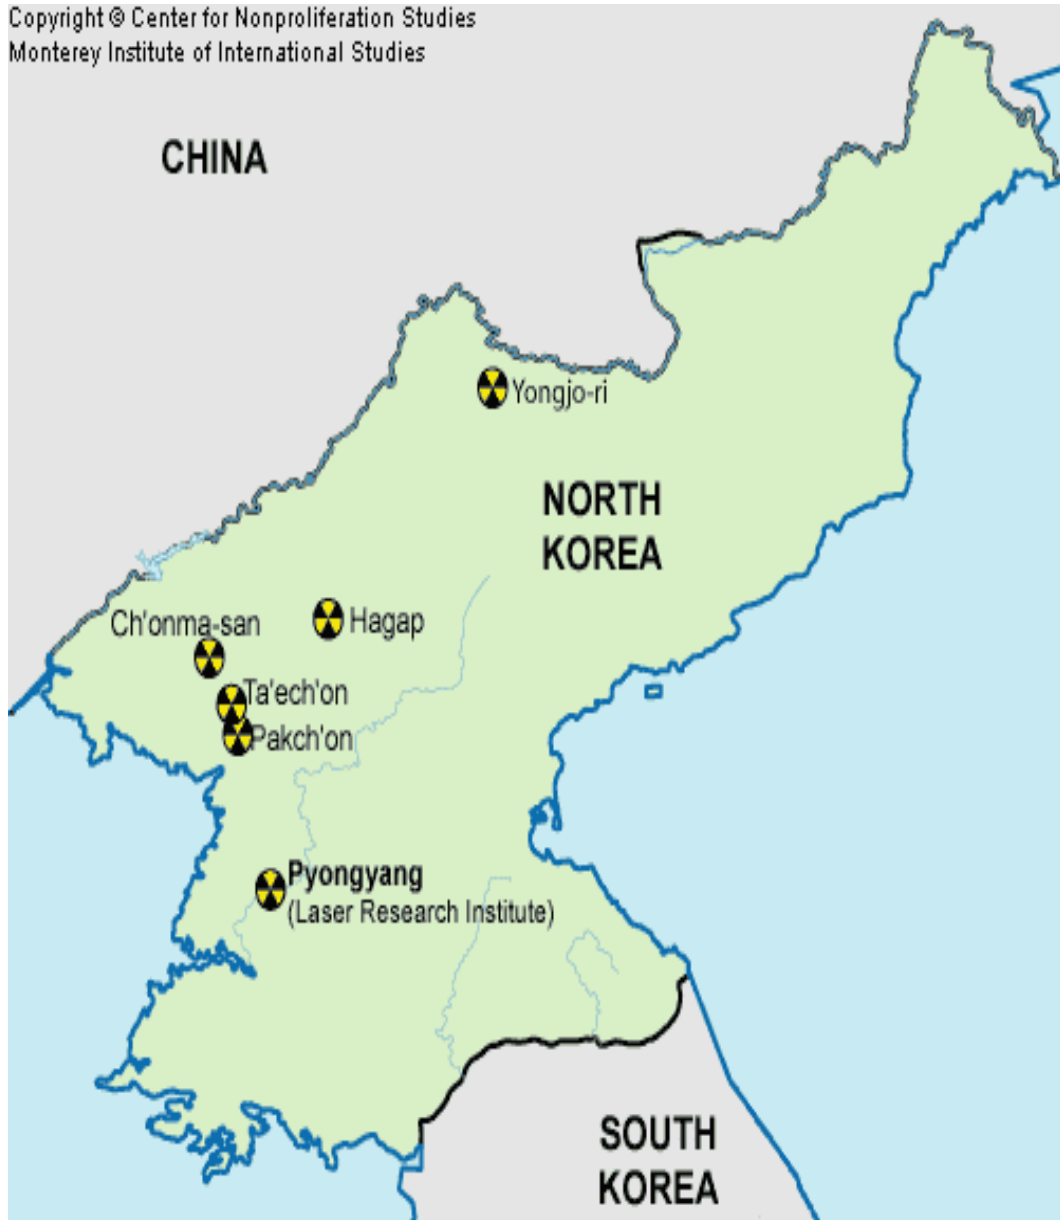 Copyright © Center for Nonproliferation Studies
Monterey Institute of International Studies
CHINA
Yongjo-ri
NORTH
KOREA
Ch'onma-san
Hagap
Ta'ech'on
Pakch'on
Pyongyang
(Laser Research Institute)
SOUTH
KOREA